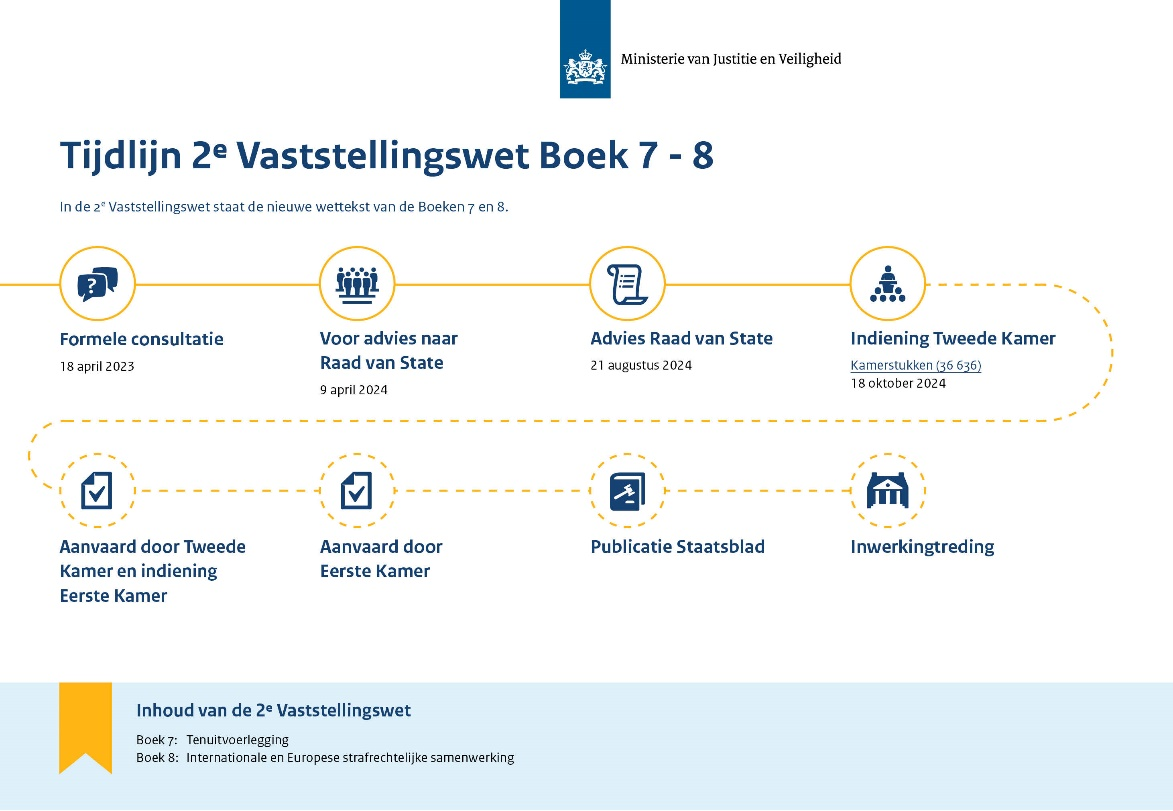 Ministerie van Justitie en Veiligheid
Tijdlijn 2e Vaststellingswet Boek 7 - 8
In de 2e Vaststellingswet staat de nieuwe wettekst van de Boeken 7 en 8.
?
Formele consultatie
18 april 2023
Voor advies naar
Raad van State
9 april 2024
Advies Raad van State
21 augustus 2024
Indiening Tweede Kamer
Kamerstukken (36 636)
18 oktober 2024
Aanvaard door Tweede
Kamer en indiening
Eerste Kamer
Aanvaard door
Eerste Kamer
Publicatie Staatsblad
Inwerkingtreding
Inhoud van de 2e Vaststellingswet
Boek 7: Tenuitvoerlegging
Boek 8: Internationale en Europese strafrechtelijke samenwerking